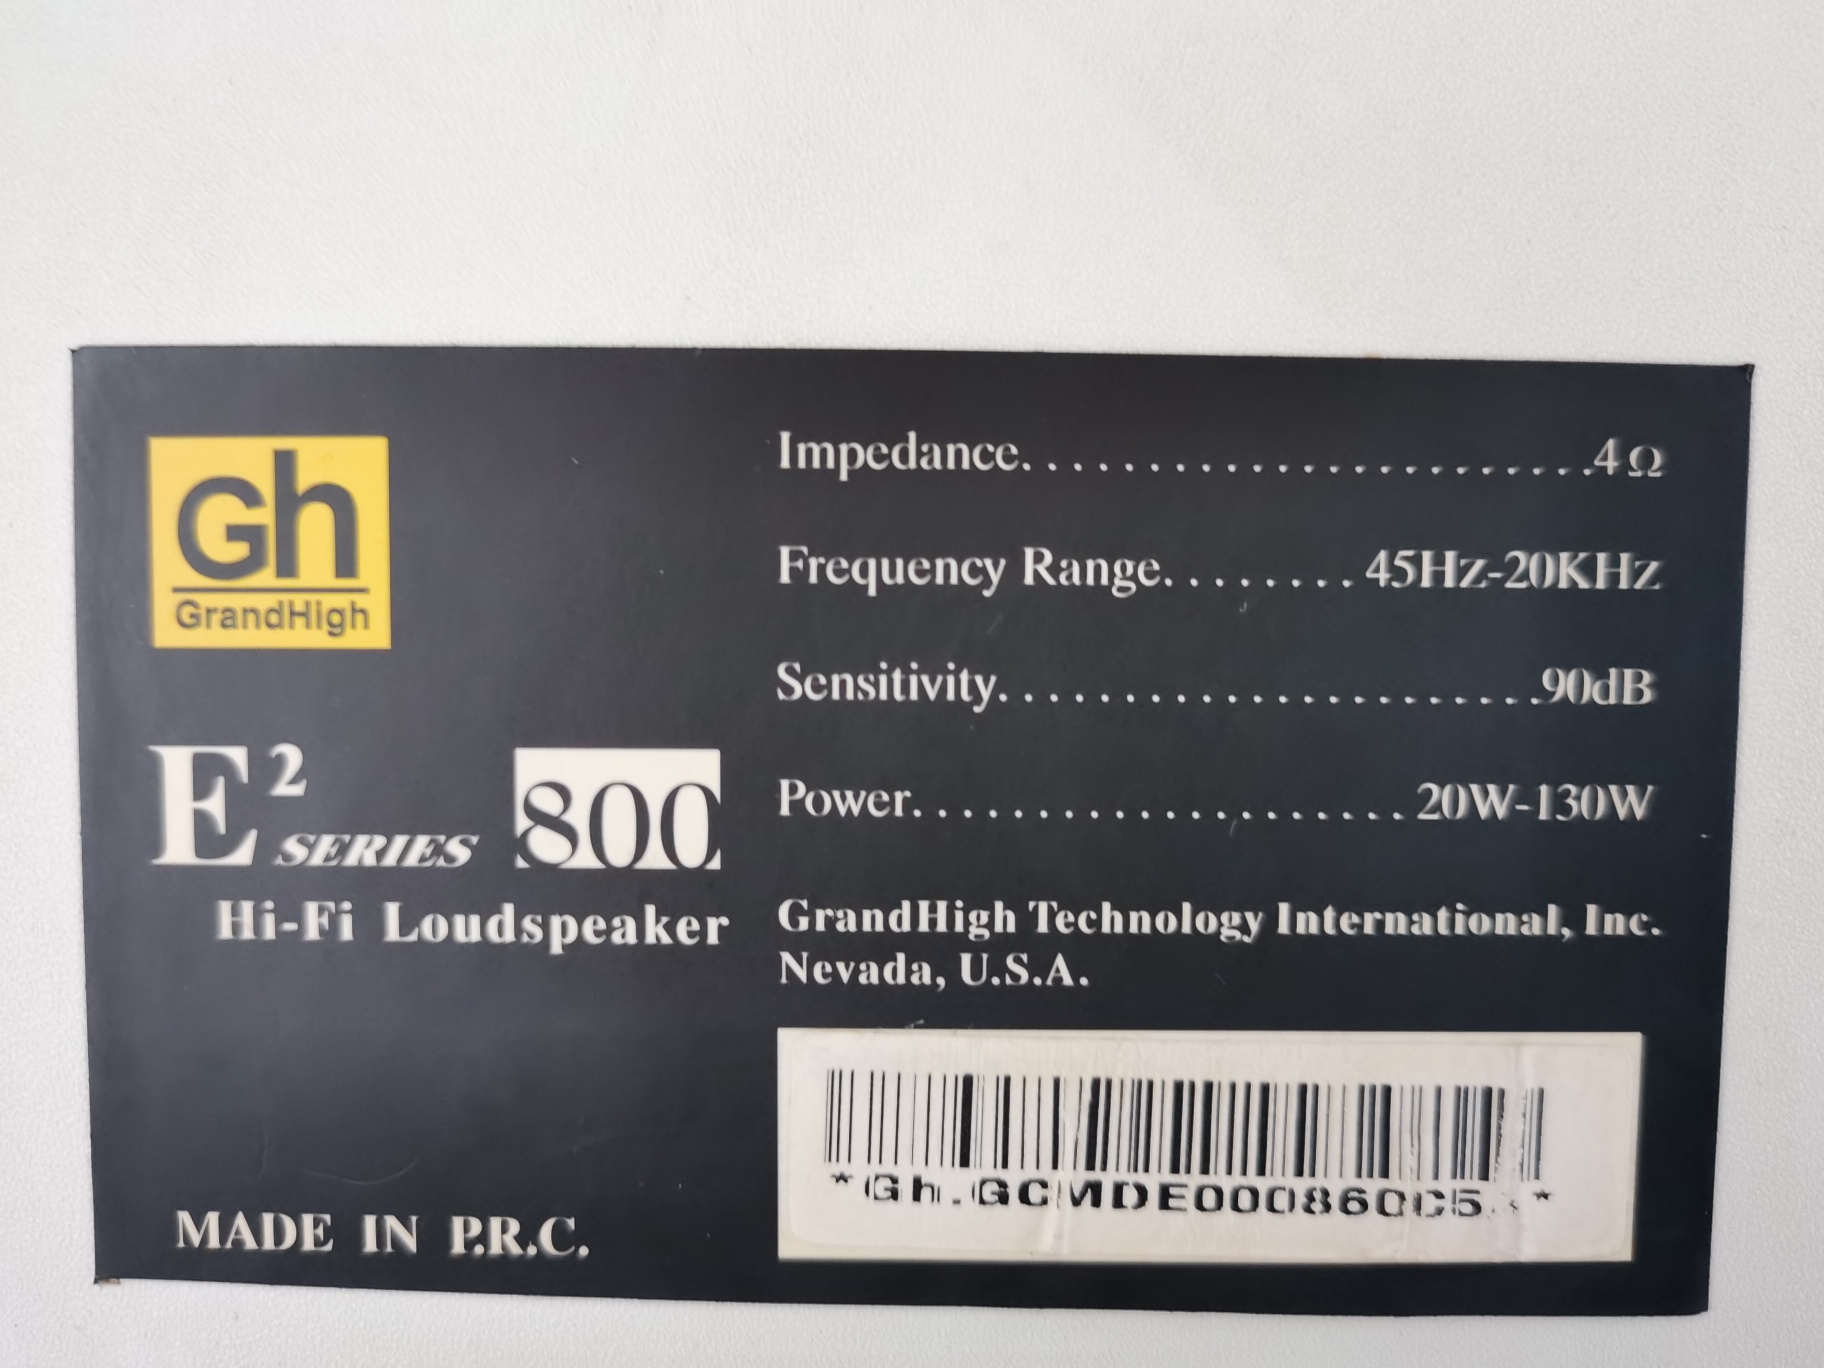 Gh
GrandHigh
E² SERIES 800
Hi-Fi Loudspeaker
MADE IN P.R.C.
Impedance........................4Ω
Frequency Range........45Hz-20KHz
Sensitivity.......................90dB
Power.....................20W-130W
GrandHigh Technology International, Inc.
Nevada, U.S.A.